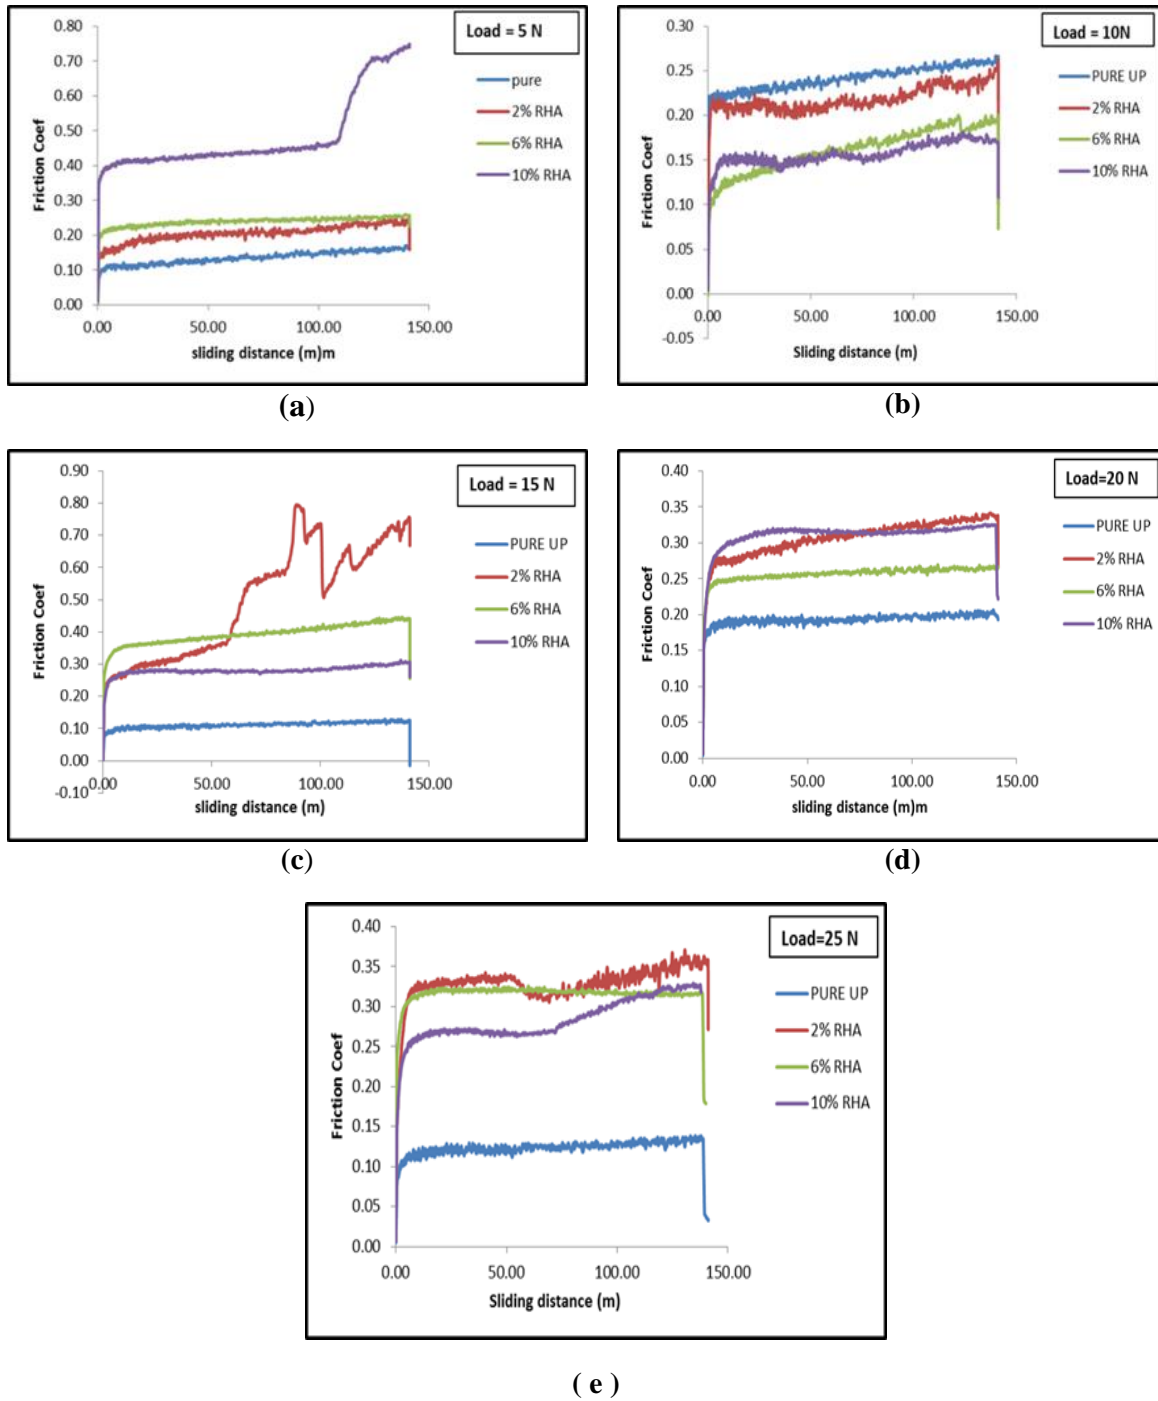 Load = 5 N
0.80
0.70
0.60
0.50
0.40
0.30
0.20
0.10
0.00
Friction Coef
0.00 50.00 100.00 150.00
sliding distance (m)m
pure
2% RHA
6% RHA
10% RHA
(a)
Load = 10N
0.30
0.25
0.20
0.15
0.10
0.05
0.00
-0.05
Friction Coef
50.00 100.00 150.00
0.00
Sliding distance (m)
PURE UP
2% RHA
6% RHA
10% RHA
(b)
Load = 15 N
0.90
0.80
0.70
0.60
0.50
0.40
0.30
0.20
0.10
0.00
-0.10
Friction Coef
0.00 50.00 100.00 150.00
sliding distance (m)
PURE UP
2% RHA
6% RHA
10% RHA
(c)
Load=20 N
0.40
0.35
0.30
0.25
0.20
0.15
0.10
0.05
0.00
Friction Coef
0.00 50.00 100.00 150.00
sliding distance (m)m
PURE UP
2% RHA
6% RHA
10% RHA
(d)
Load=25 N
0.40
0.35
0.30
0.25
0.20
0.15
0.10
0.05
0.00
Friction Coef
0.00 50.00 100.00 150.00
Sliding distance (m)
PURE UP
2% RHA
6% RHA
10% RHA
( e )